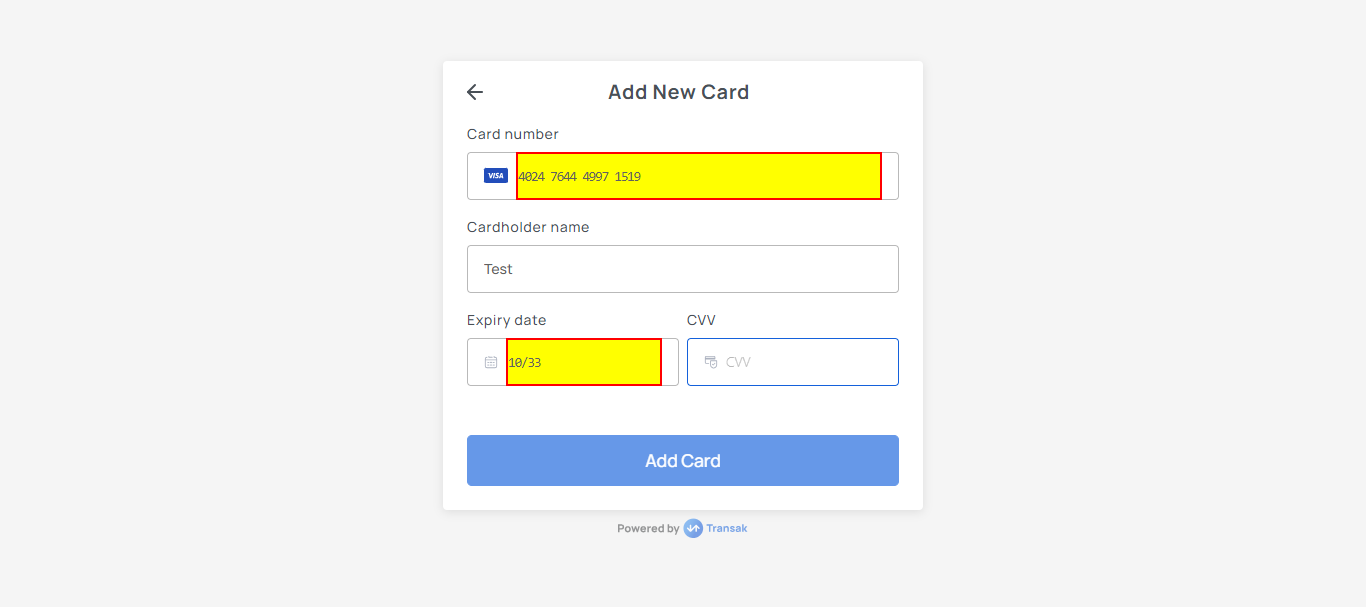 Add New Card
Card number
VISA 4024 7644 4997 1519
Cardholder name
Test
Expiry date CVV
10/33 CVV
Add Card
Powered by Transak